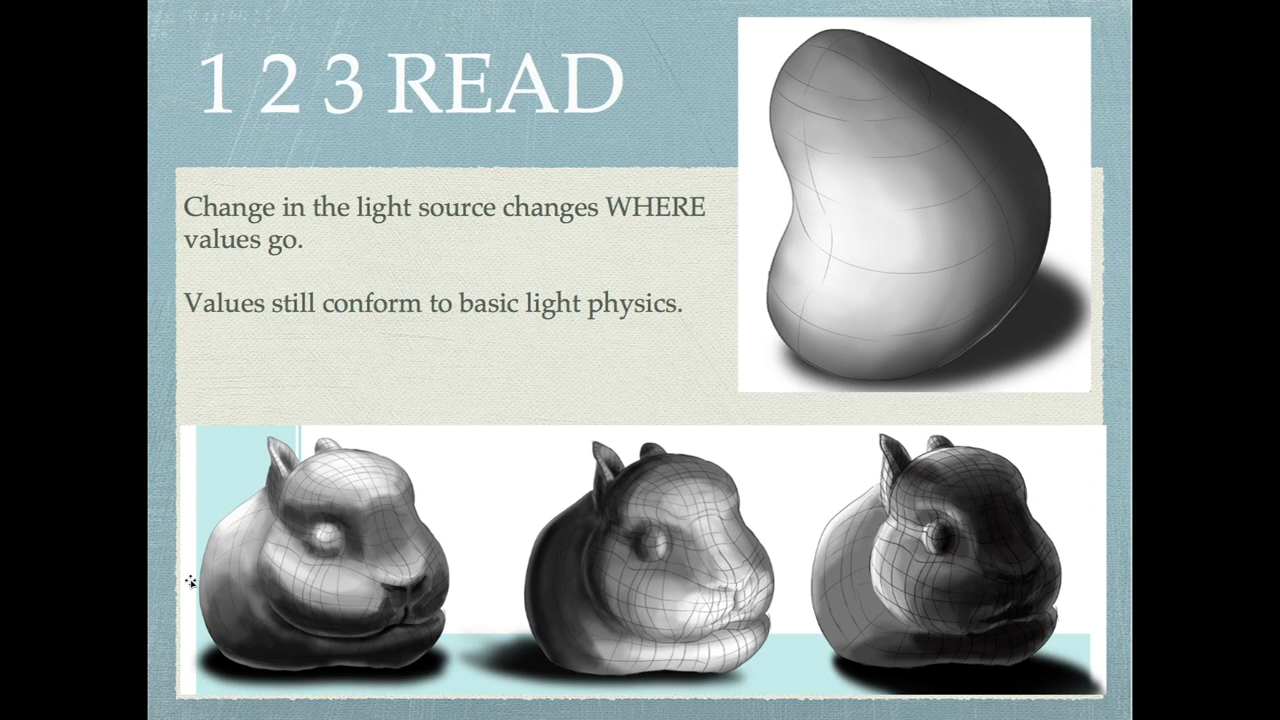 1 2 3 READ
Change in the light source changes WHERE
values go.
Values still conform to basic light physics.